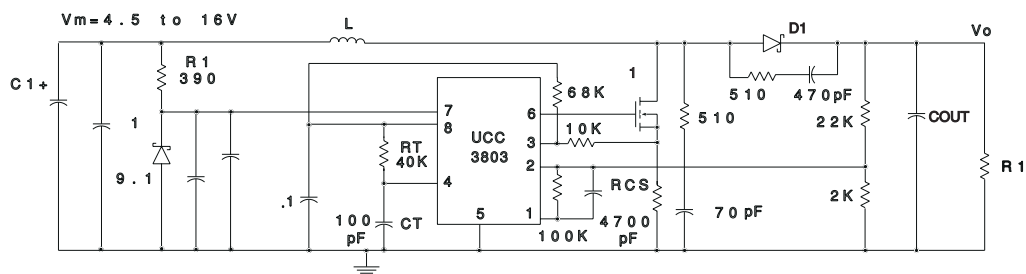 Vm=4.5 to 16V
L
D1
Vo
C1+
R1
390
1
510
470pF
68K
7
8
6
3
2
4
5
1
UCC
3803
10K
510
22K
COUT
R1
1
9.1
RT
40K
.1
100
pF
CT
RCS
4700
pF
100K
70pF
2K